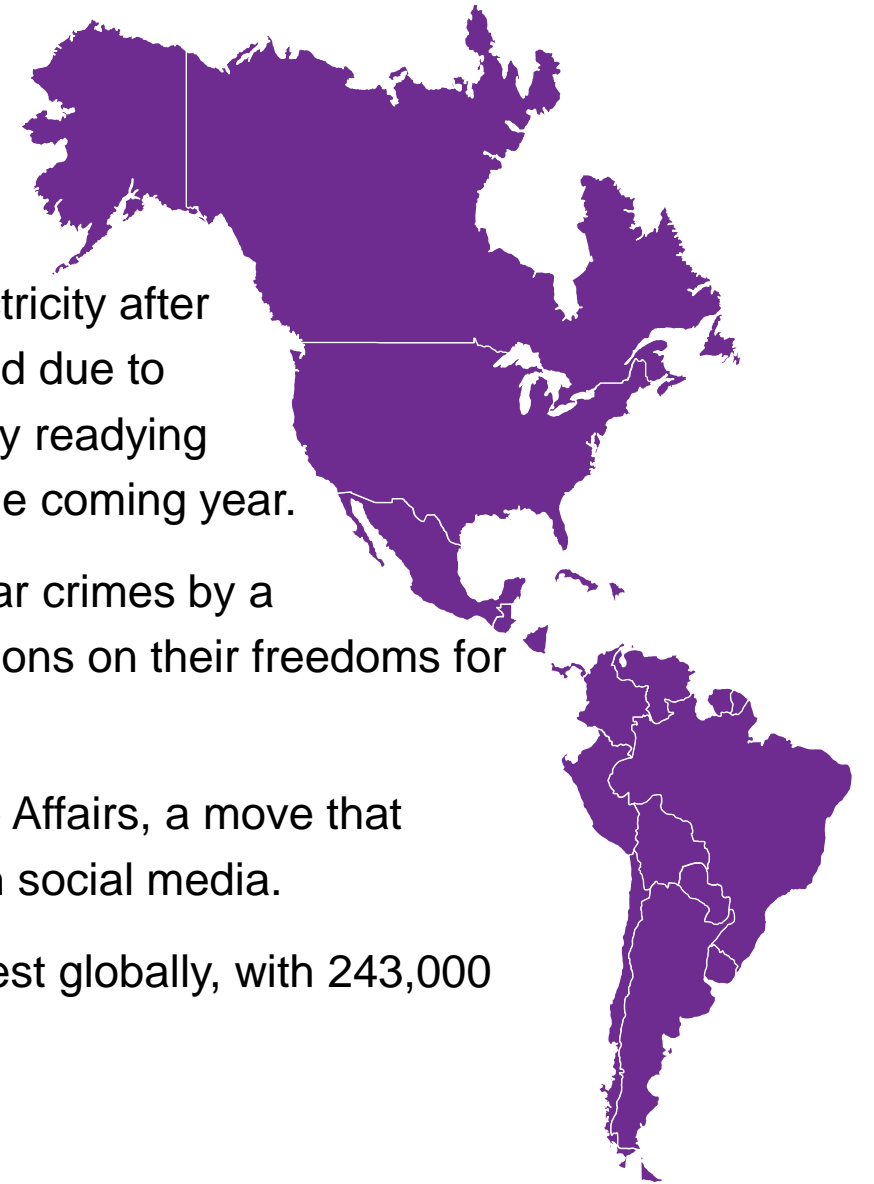 tricity after
d due to
y readying
e coming year.
ar crimes by a
ons on their freedoms for
Affairs, a move that
social media.
est globally, with 243,000